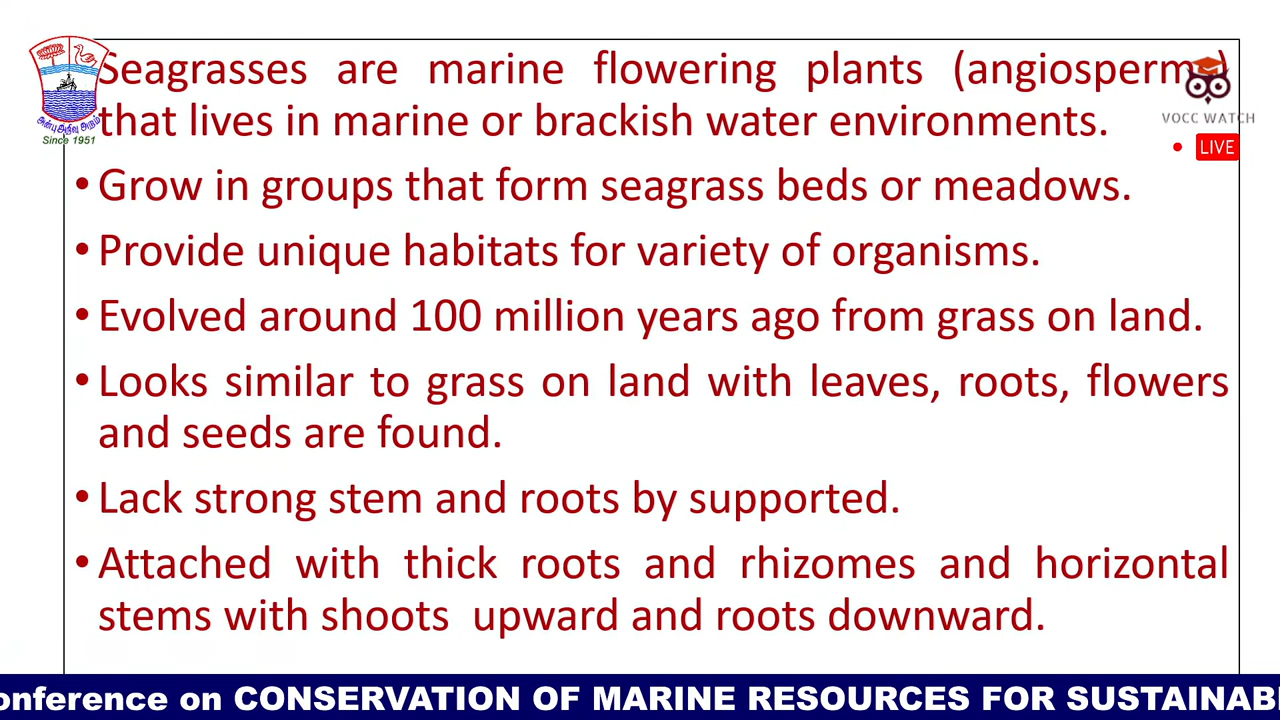 Seagrasses are marine flowering plants (angiosperms)
that lives in marine or brackish water environments.
VOCC WATCH
LIVE
Since 1951
• Grow in groups that form seagrass beds or meadows.
• Provide unique habitats for variety of organisms.
• Evolved around 100 million years ago from grass on land.
• Looks similar to grass on land with leaves, roots, flowers
and seeds are found.
• Lack strong stem and roots by supported.
• Attached with thick roots and rhizomes and horizontal
stems with shoots upward and roots downward.
onference on CONSERVATION OF MARINE RESOURCES FOR SUSTAINAB